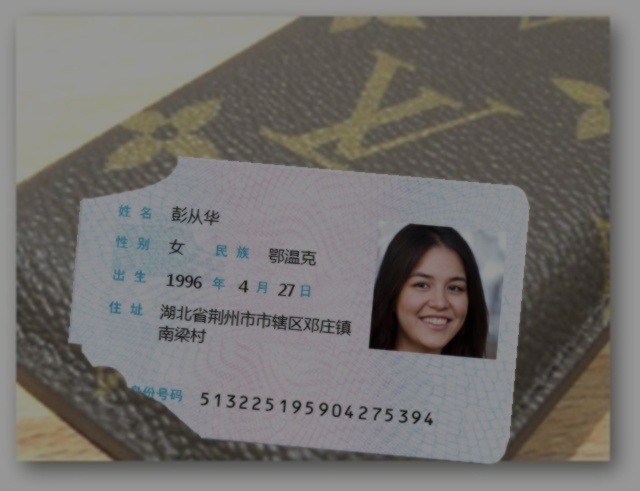 姓名 彭从华
性别 女 民族 鄂温克
出生 1996 年 4 月 27 日
住址 湖北省荆州市市辖区邓庄镇
南梁村
身份号码 513225195904275394